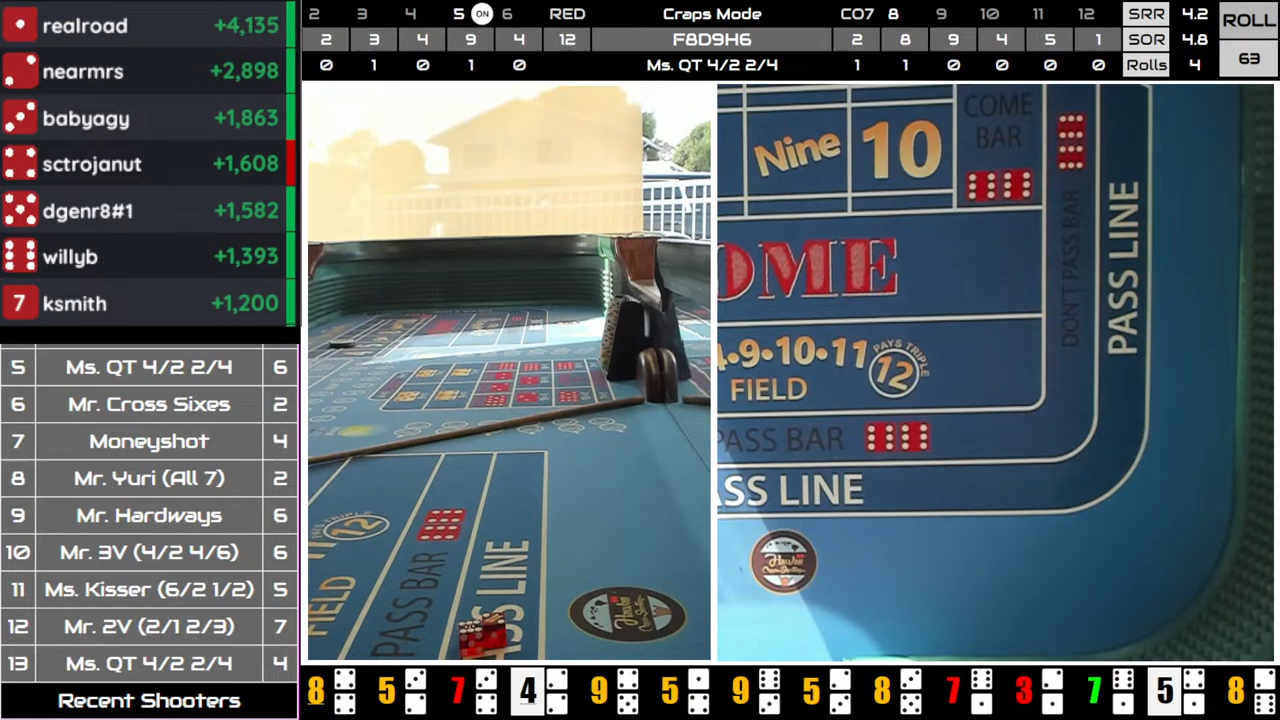 realroad +4,135
nearmrs +2,898
babyagy +1,863
sctrojanut +1,608
dgenr8#1 +1,582
willyb +1,393
7 ksmith +1,200
5 Ms. QT 4/2 2/4 6
6 Mr. Cross Sixes 2
7 Moneyshot 4
8 Mr. Yuri (All 7) 2
9 Mr. Hardways 6
10 Mr. 3V (4/2 4/6) 6
11 Ms. Kisser (6/2 1/2) 5
12 Mr. 2V (2/1 2/3) 7
13 Ms. QT 4/2 2/4 4
Recent Shooters
2 3 4 5 ON 6 RED Craps Mode CO7 8 9 10 11 12 SRR 4.2
2 3 4 9 4 12 F8D9H6 2 8 9 4 5 1 SOR 4.8
0 1 0 1 0 Ms. QT 4/2 2/4 1 1 0 0 0 0 Rolls 4
ROLL
63
12
FIELD
PASS BAR
PASS LINE
Nine 10
COME
BAR
DON'T PASS BAR
PASS LINE
OME
4•9•10•11 PAYS TRIPLE 12
FIELD
PASS BAR
ASS LINE
Hawaii
8 5 7 4 9 5 9 5 8 7 3 7 5 8